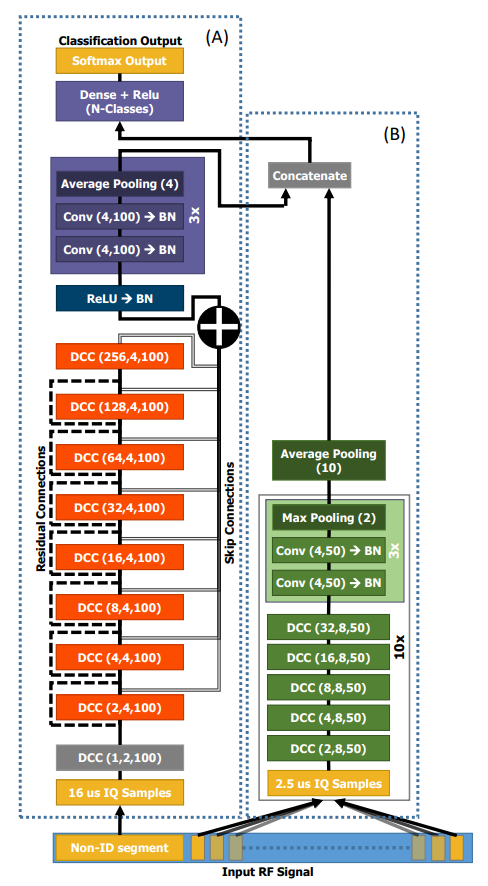 (A)
Classification Output
Softmax Output
Dense + Relu
(N-Classes)
Average Pooling (4)
Conv (4,100) → BN
Conv (4,100) → BN
3x
ReLU → BN
DCC (256,4,100)
DCC (128,4,100)
DCC (64,4,100)
DCC (32,4,100)
DCC (16,4,100)
DCC (8,4,100)
DCC (4,4,100)
DCC (2,4,100)
Residual Connections
Skip Connections
DCC (1,2,100)
16 us IQ Samples
Non-ID segment
(B)
Concatenate
Average Pooling
(10)
Max Pooling (2)
Conv (4,50) → BN
Conv (4,50) → BN
3x
DCC (32,8,50)
DCC (16,8,50)
DCC (8,8,50)
DCC (4,8,50)
DCC (2,8,50)
10x
2.5 us IQ Samples
Input RF Signal